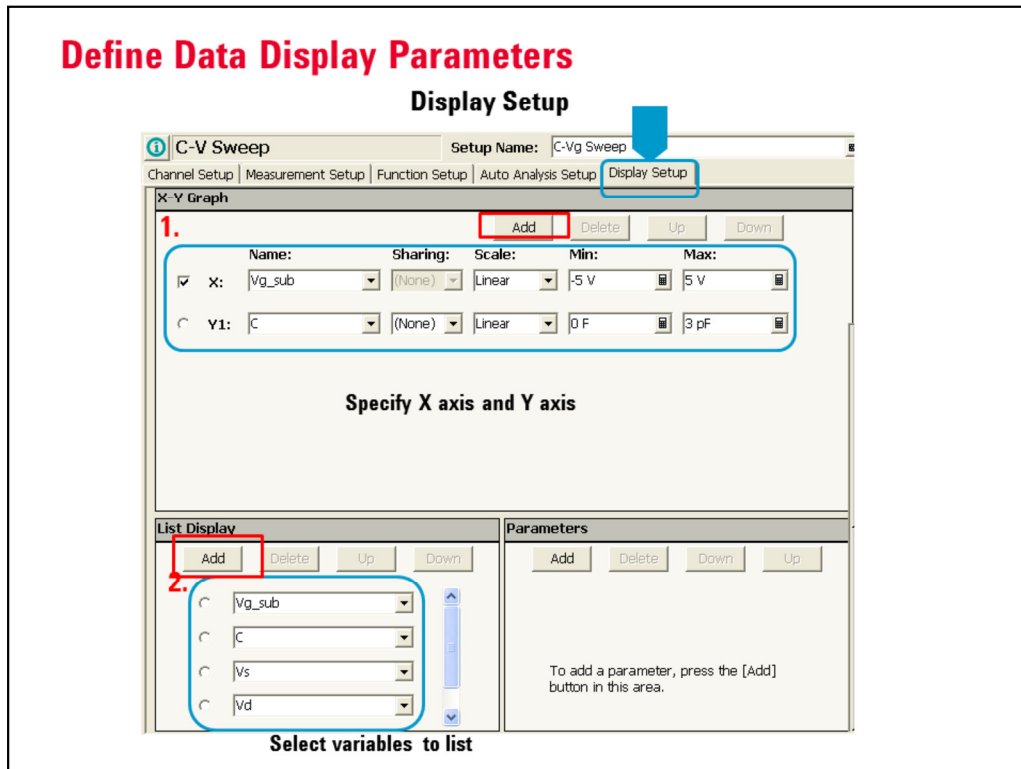 Define Data Display Parameters
Display Setup
C-V Sweep Setup Name: C-Vg Sweep
Channel Setup Measurement Setup Function Setup Auto Analysis Setup Display Setup
X-Y Graph
1. Add Delete Up Down
Name: Sharing: Scale: Min: Max:
X: Vg_sub (None) Linear -5 V 5 V
Y1: C (None) Linear 0 F 3 pF
Specify X axis and Y axis
List Display Parameters
Add Delete Up Down Add Delete Down Up
2.
Vg_sub
C
Vs
To add a parameter, press the [Add]
button in this area.
Vd
Select variables to list